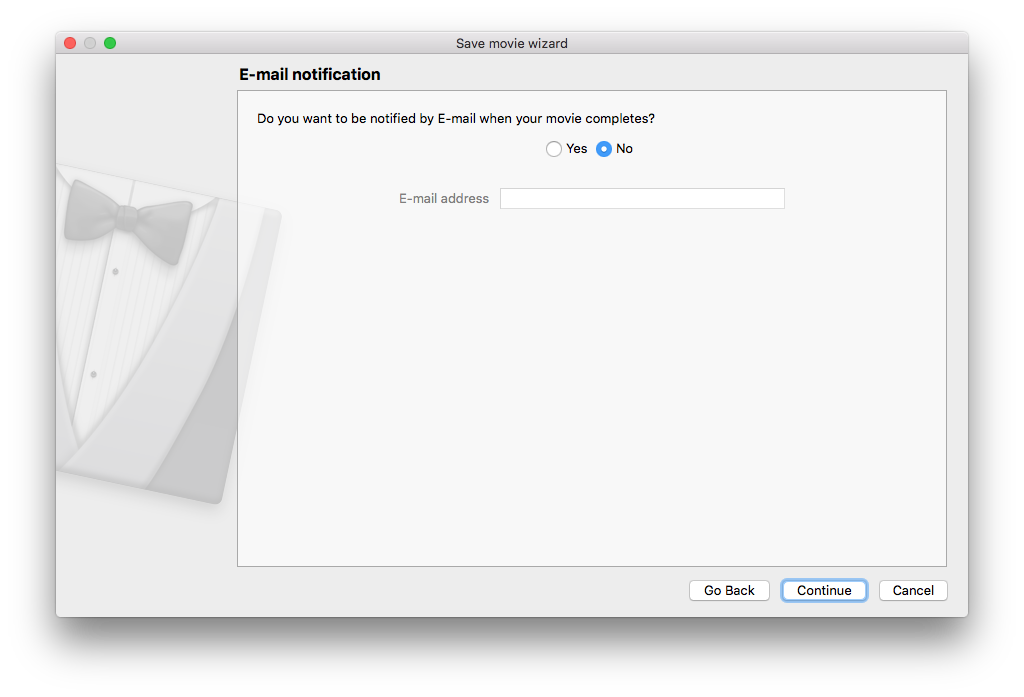 Save movie wizard
E-mail notification
Do you want to be notified by E-mail when your movie completes?
Yes No
E-mail address
Go Back Continue Cancel